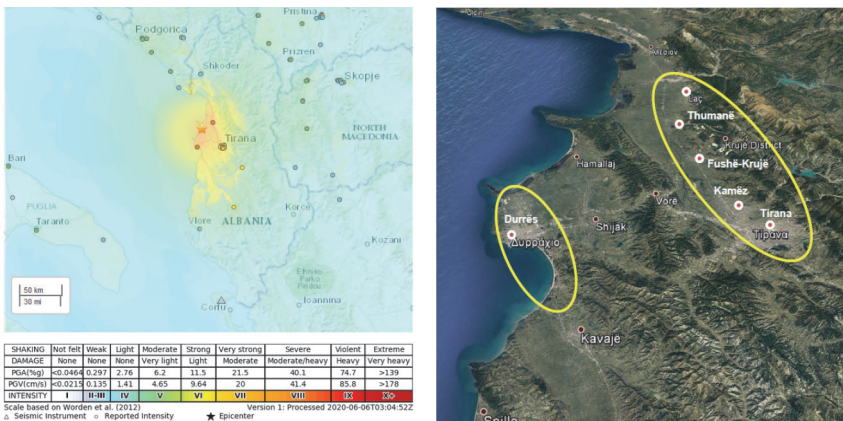 Podgorica
Pristina
Prizren
Shkoder
Skopje
NORTH
MACEDONIA
Tirana
Bari
PUGLIA
Taranto
Vlore
ALBANIA
Korce
Kozani
Ioannina
Corfu
50 km
30 mi
SHAKING Not felt Weak Light Moderate Strong Very strong Severe Violent Extreme
DAMAGE None None None Very light Light Moderate Moderate/heavy Heavy Very heavy
PGA(%g) <0.0464 0.297 2.76 6.2 11.5 21.5 40.1 74.7 >139
PGV(cm/s) <0.0215 0.135 1.41 4.65 9.64 20 41.4 85.8 >178
INTENSITY I II-III IV V VI VII VIII IX X+
Scale based on Worden et al. (2012) Version 1: Processed 2020-06-06T03:04:52Z
△ Seismic Instrument ○ Reported Intensity ★ Epicenter
Laç
Thumanë
Krujë District
Fushë-Krujë
Hamallaj
Kamëz
Vorë
Tirana
Τίρανα
Durrës
Δυρράχιο
Shijak
Kavajë